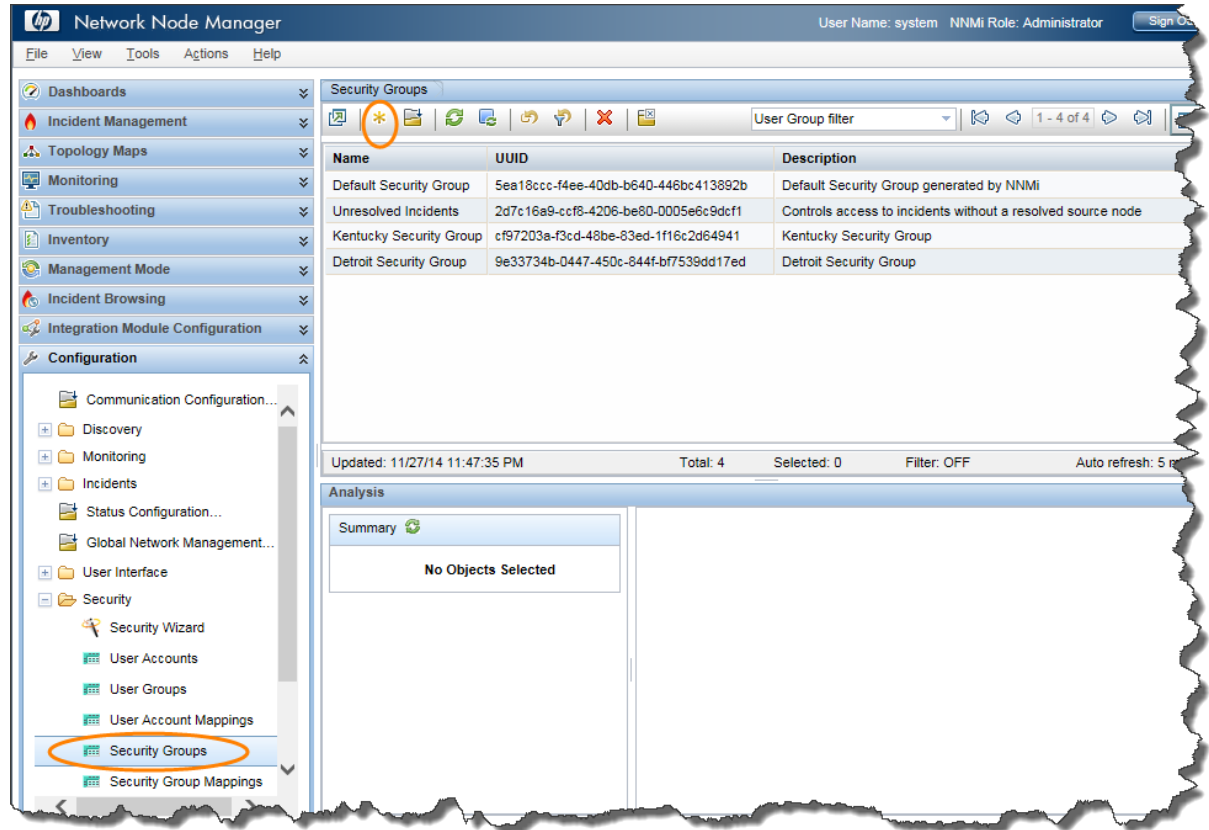 hp Network Node Manager
User Name: system NNMi Role: Administrator
File View Tools Actions Help
Dashboards
Incident Management
Topology Maps
Monitoring
Troubleshooting
Inventory
Management Mode
Incident Browsing
Integration Module Configuration
Configuration
Communication Configuration...
Discovery
Monitoring
Incidents
Status Configuration...
Global Network Management...
User Interface
Security
Security Wizard
User Accounts
User Groups
User Account Mappings
Security Groups
Security Group Mappings
Security Groups
User Group filter 1 - 4 of 4
Name UUID Description
Default Security Group 5ea18ccc-f4ee-40db-b640-446bc413892b Default Security Group generated by NNMi
Unresolved Incidents 2d7c16a9-ccf8-4206-be80-0005e6c9dcf1 Controls access to incidents without a resolved source node
Kentucky Security Group cf97203a-f3cd-48be-83ed-1f16c2d64941 Kentucky Security Group
Detroit Security Group 9e33734b-0447-450c-844f-bf7539dd17ed Detroit Security Group
Updated: 11/27/14 11:47:35 PM Total: 4 Selected: 0 Filter: OFF Auto refresh: 5
Analysis
Summary
No Objects Selected